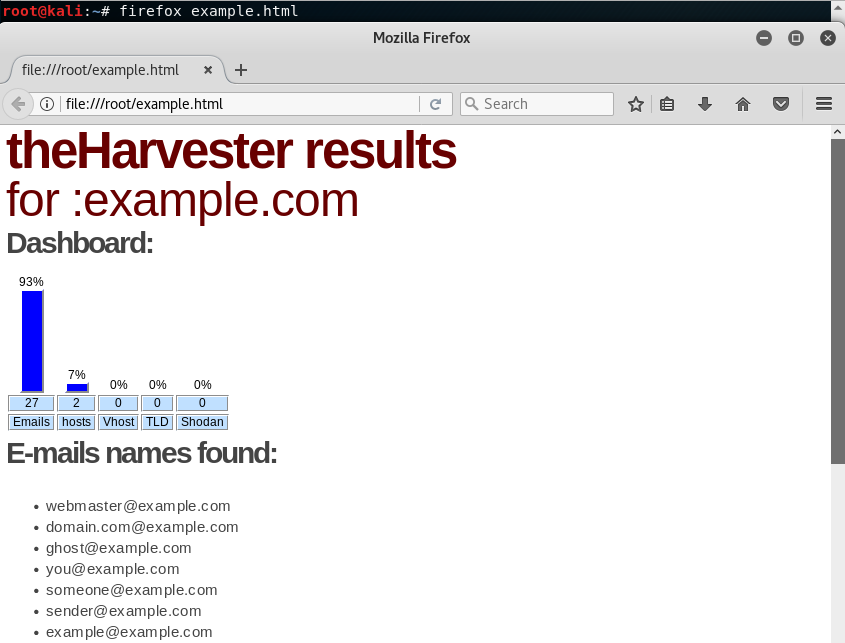 root@kali:~# firefox example.html
Mozilla Firefox
file:///root/example.html
file:///root/example.html
Search
theHarvester results
for :example.com
Dashboard:
93%
7%
0% 0% 0%
27 2 0 0 0
Emails hosts Vhost TLD Shodan
E-mails names found:
• webmaster@example.com
• domain.com@example.com
• ghost@example.com
• you@example.com
• someone@example.com
• sender@example.com
• example@example.com